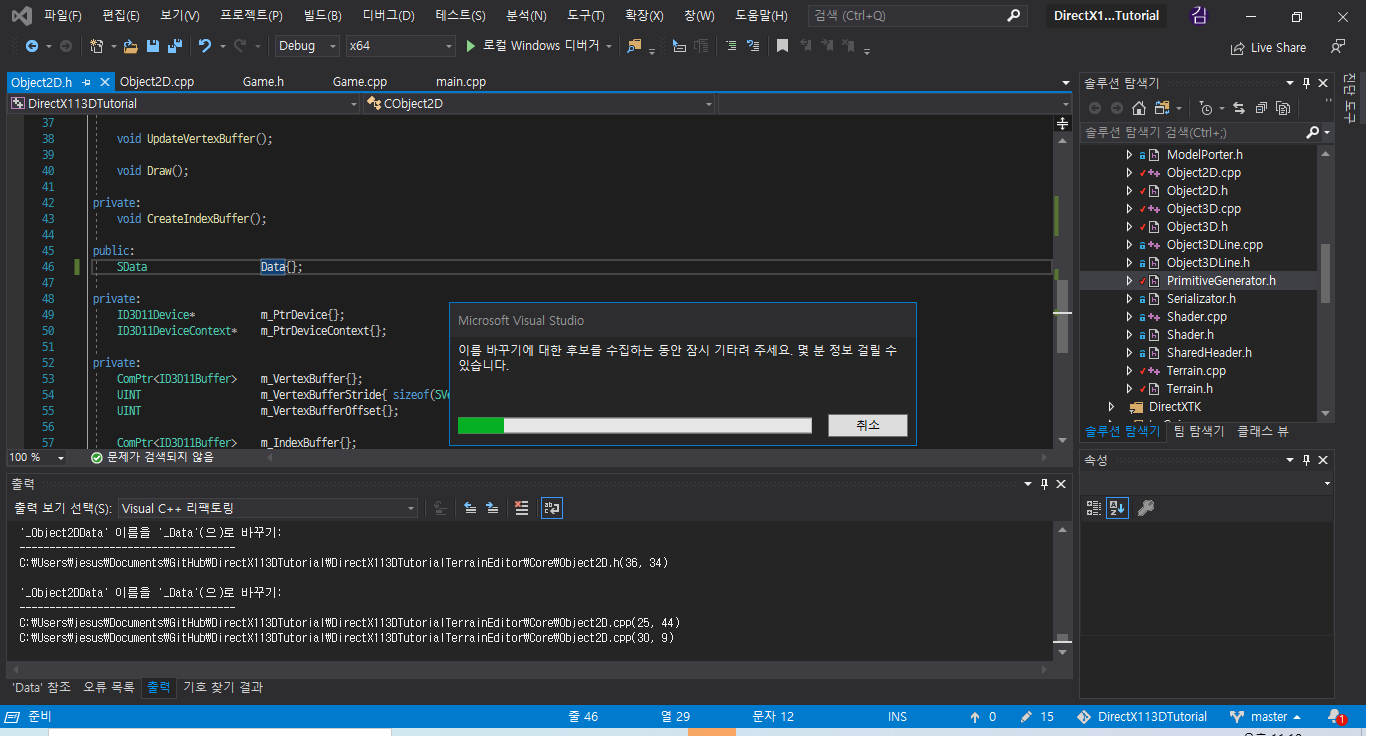 파일(F) 편집(E) 보기(V) 프로젝트(P) 빌드(B) 디버그(D) 테스트(S) 분석(N) 도구(T) 확장(X) 창(W) 도움말(H) 검색 (Ctrl+Q) DirectX1...Tutorial 김
Debug x64 로컬 Windows 디버거 Live Share
Object2D.h Object2D.cpp Game.h Game.cpp main.cpp
DirectX113DTutorial CObject2D
37
38 void UpdateVertexBuffer();
39
40 void Draw();
41
42 private:
43 void CreateIndexBuffer();
44
45 public:
46 SData Data{};
47
48 private:
49 ID3D11Device* m_PtrDevice{};
50 ID3D11DeviceContext* m_PtrDeviceContext{};
51
52 private:
53 ComPtr<ID3D11Buffer> m_VertexBuffer{};
54 UINT m_VertexBufferStride{ sizeof(SVe
55 UINT m_VertexBufferOffset{};
56
57 ComPtr<ID3D11Buffer> m_IndexBuffer{};
100 % 문제가 검색되지 않음
Microsoft Visual Studio
이름 바꾸기에 대한 후보를 수집하는 동안 잠시 기타려 주세요. 몇 분 정보 걸릴 수
있습니다.
취소
출력
출력 보기 선택(S): Visual C++ 리팩토링
'_Object2DData' 이름을 '_Data'(으)로 바꾸기:
------------------------------------
C:\Users\jesus\Documents\GitHub\DirectX113DTutorial\DirectX113DTutorialTerrainEditor\Core\Object2D.h(36, 34)
'_Object2DData' 이름을 '_Data'(으)로 바꾸기:
------------------------------------
C:\Users\jesus\Documents\GitHub\DirectX113DTutorial\DirectX113DTutorialTerrainEditor\Core\Object2D.cpp(25, 44)
C:\Users\jesus\Documents\GitHub\DirectX113DTutorial\DirectX113DTutorialTerrainEditor\Core\Object2D.cpp(30, 9)
'Data' 참조 오류 목록 출력 기호 찾기 결과
솔루션 탐색기
솔루션 탐색기 검색(Ctrl+;)
ModelPorter.h
Object2D.cpp
Object2D.h
Object3D.cpp
Object3D.h
Object3DLine.cpp
Object3DLine.h
PrimitiveGenerator.h
Serializator.h
Shader.cpp
Shader.h
SharedHeader.h
Terrain.cpp
Terrain.h
DirectXTK
솔루션 탐색기 팀 탐색기 클래스 뷰
속성
진단 도구
준비 줄 46 열 29 문자 12 INS 0 15 DirectX113DTutorial master 1